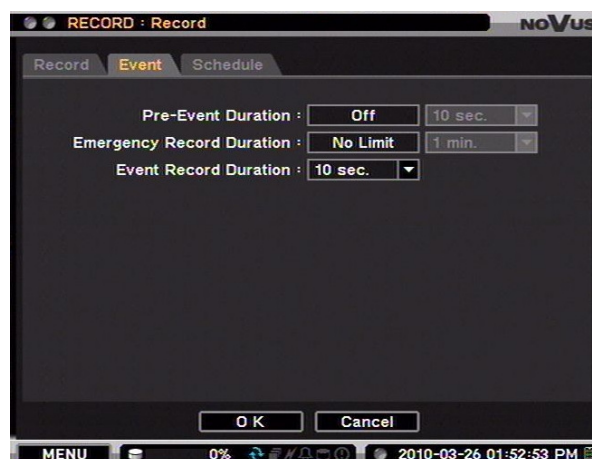 RECORD : Record
NOVUS
Record Event Schedule
Pre-Event Duration : Off 10 sec.
Emergency Record Duration : No Limit 1 min.
Event Record Duration : 10 sec.
OK Cancel
MENU 0% 2010-03-26 01:52:53 PM